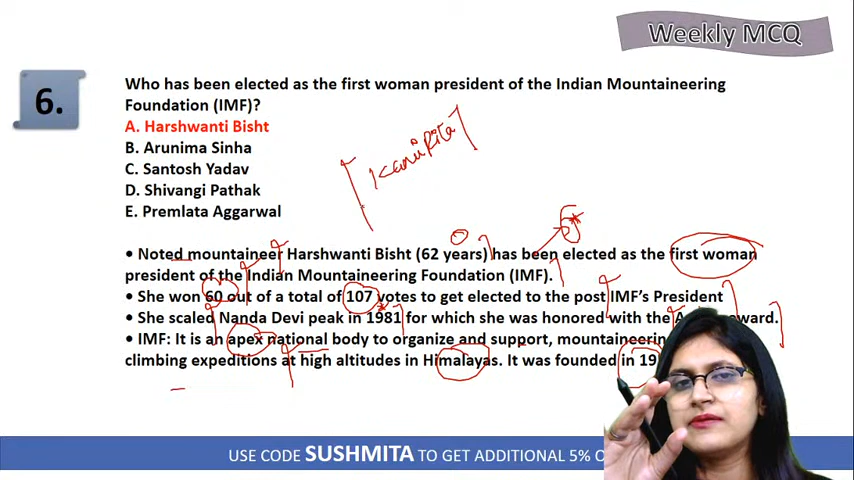 Weekly MCQ
6.
Who has been elected as the first woman president of the Indian Mountaineering
Foundation (IMF)?
A. Harshwanti Bisht
B. Arunima Sinha
C. Santosh Yadav
D. Shivangi Pathak
E. Premlata Aggarwal
• Noted mountaineer Harshwanti Bisht (62 years) has been elected as the first woman
president of the Indian Mountaineering Foundation (IMF).
• She won 60 out of a total of 107 votes to get elected to the post IMF's President
• She scaled Nanda Devi peak in 1981 for which she was honored with the
• IMF: It is an apex national body to organize and support, mountaineering
climbing expeditions at high altitudes in Himalayas. It was founded in 19
USE CODE SUSHMITA TO GET ADDITIONAL 5%